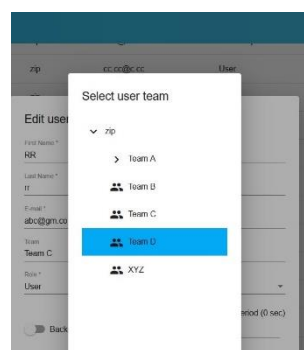 zip cc cc@c.cc User
Select user team
zip
Edit user
First Name *
RR
Team A
Last Name *
rr
Team B
E-mail *
abc@gm.co
Team C
Team
Team C
Team D
Role *
User
XYZ
eriod (0 sec)
Back